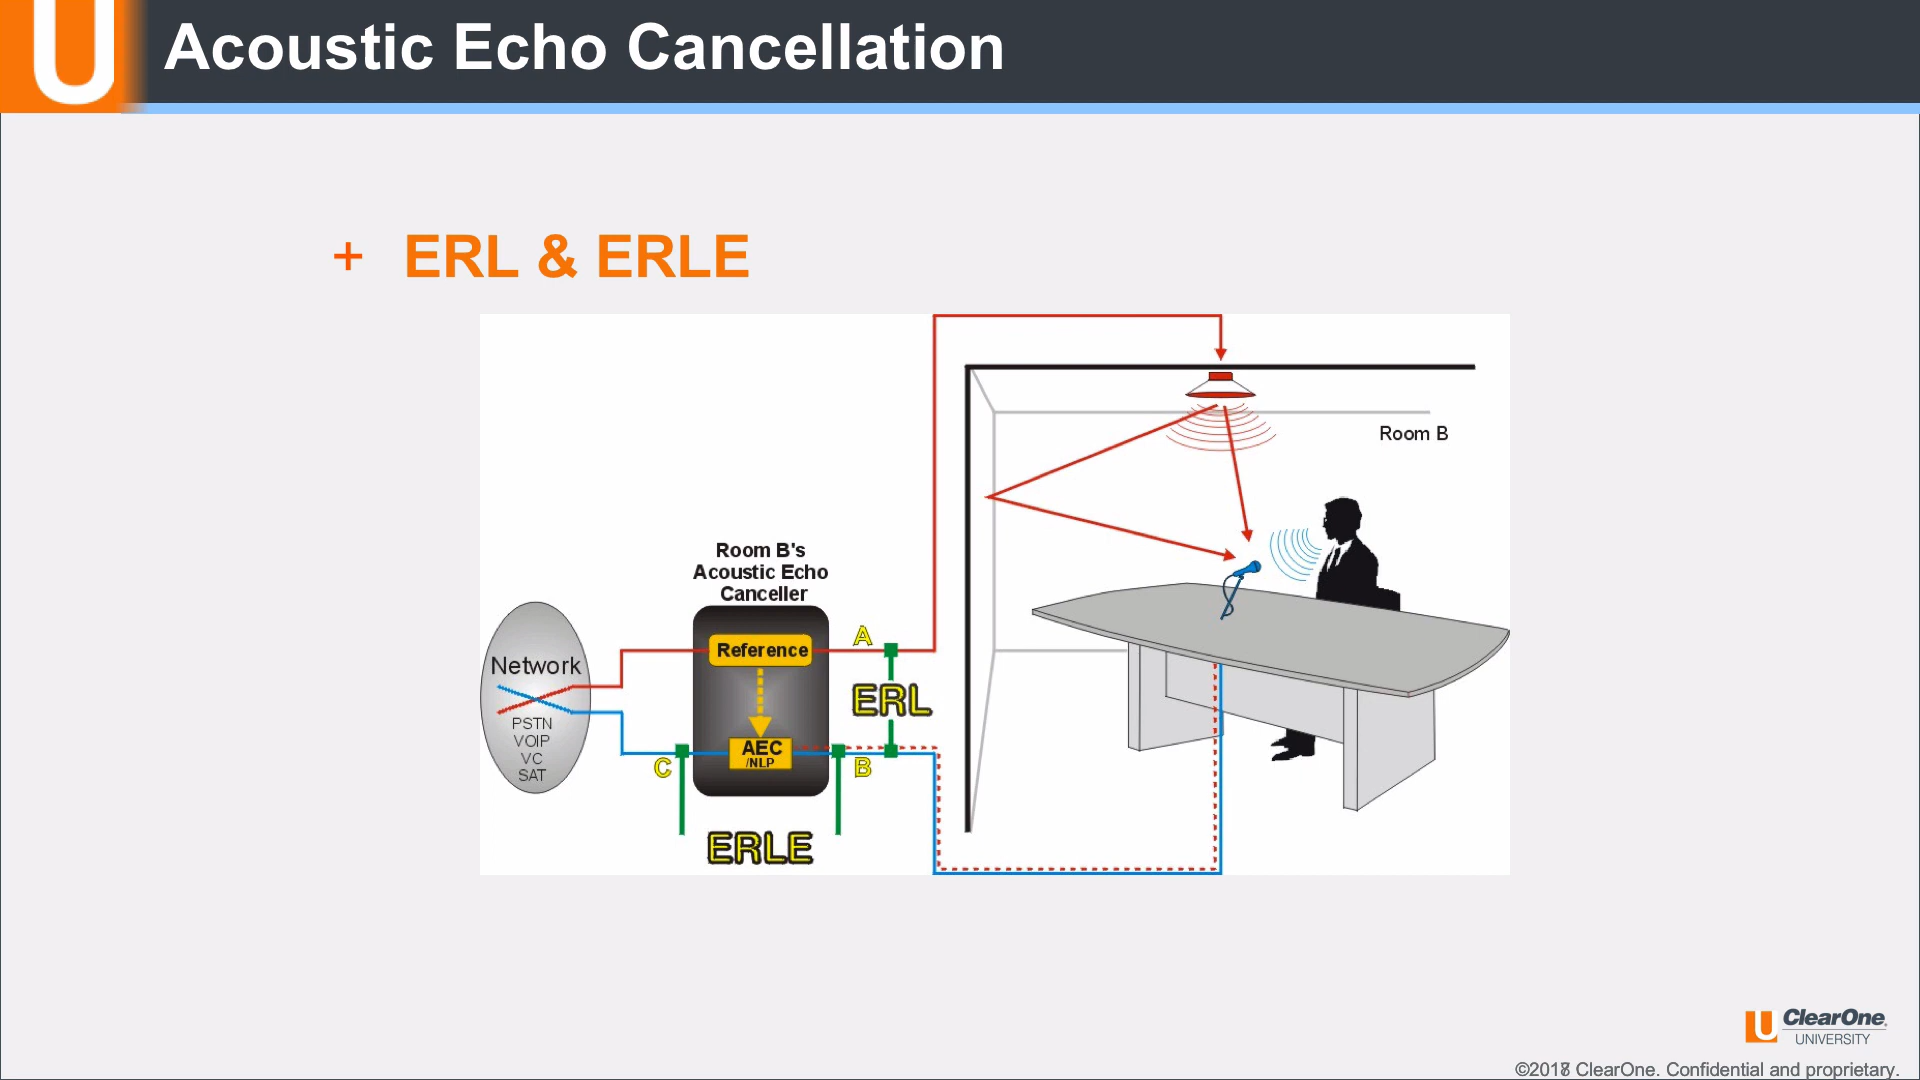 U
Acoustic Echo Cancellation
+ ERL & ERLE
Room B
Room B's
Acoustic Echo
Canceller
Network
PSTN
VOIP
VC
SAT
Reference
A
ERL
AEC
/NLP
C
B
ERLE
U ClearOne
UNIVERSITY
ClearOne. Confidential and proprietary.